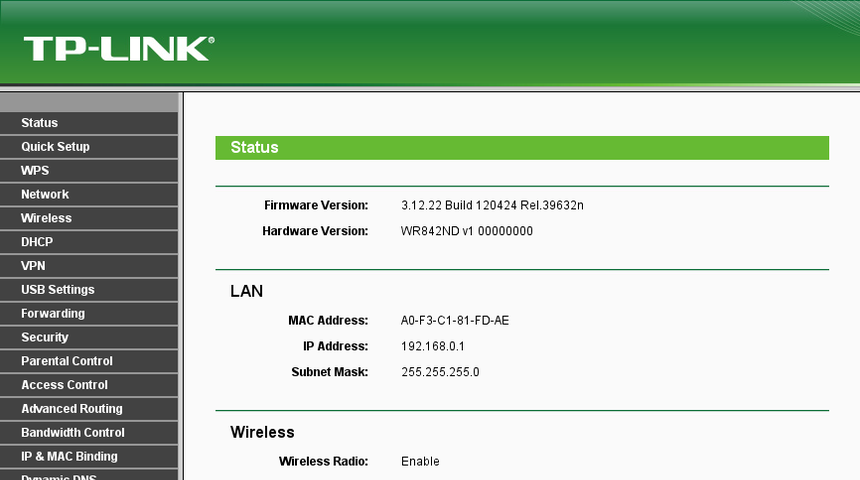 TP-LINK®
Status
Quick Setup
WPS
Network
Wireless
DHCP
VPN
USB Settings
Forwarding
Security
Parental Control
Access Control
Advanced Routing
Bandwidth Control
IP & MAC Binding
Dynamic DNS
Status
Firmware Version: 3.12.22 Build 120424 Rel.39632n
Hardware Version: WR842ND v1 00000000
LAN
MAC Address: A0-F3-C1-81-FD-AE
IP Address: 192.168.0.1
Subnet Mask: 255.255.255.0
Wireless
Wireless Radio: Enable